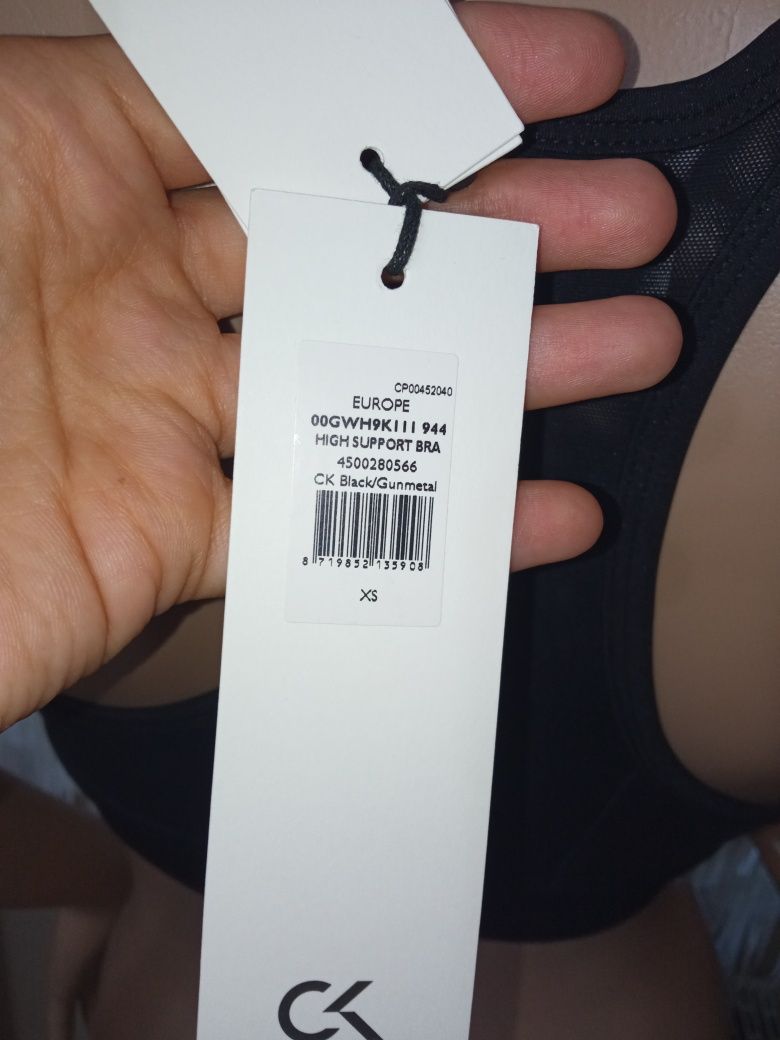 CP00452040
EUROPE
00GWH9K111 944
HIGH SUPPORT BRA
4500280566
CK Black/Gunmetal
8 719852 135908
XS
CK